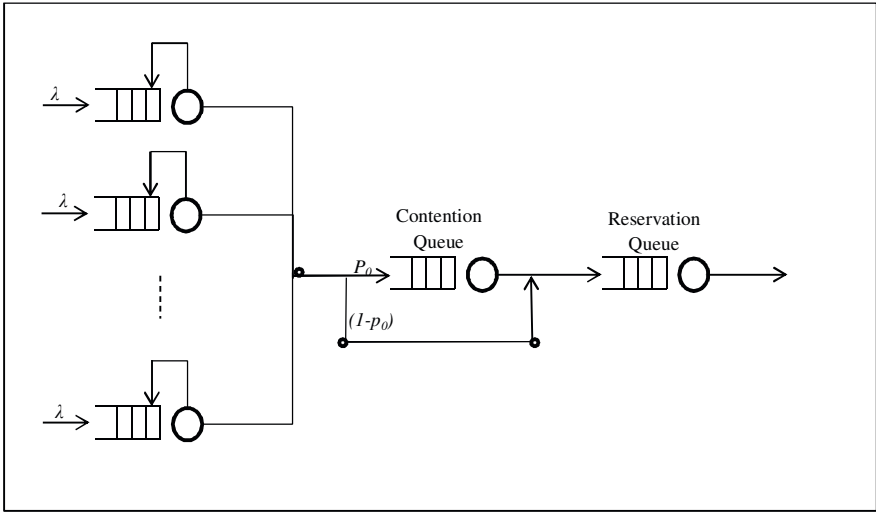 λ
λ
Contention
Queue
Reservation
Queue
P₀
(1-p₀)
λ